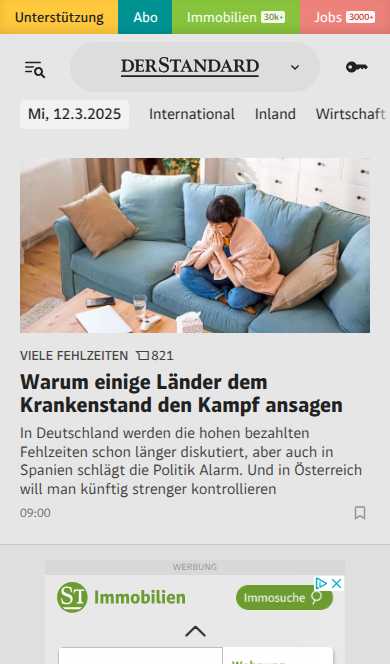 Unterstützung Abo Immobilien 30k+ Jobs 3000+
DERSTANDARD
Mi, 12.3.2025 International Inland Wirtschaft
VIELE FEHLZEITEN 821
Warum einige Länder dem
Krankenstand den Kampf ansagen
In Deutschland werden die hohen bezahlten
Fehlzeiten schon länger diskutiert, aber auch in
Spanien schlägt die Politik Alarm. Und in Österreich
will man künftig strenger kontrollieren
09:00
WERBUNG
ST Immobilien Immosuche